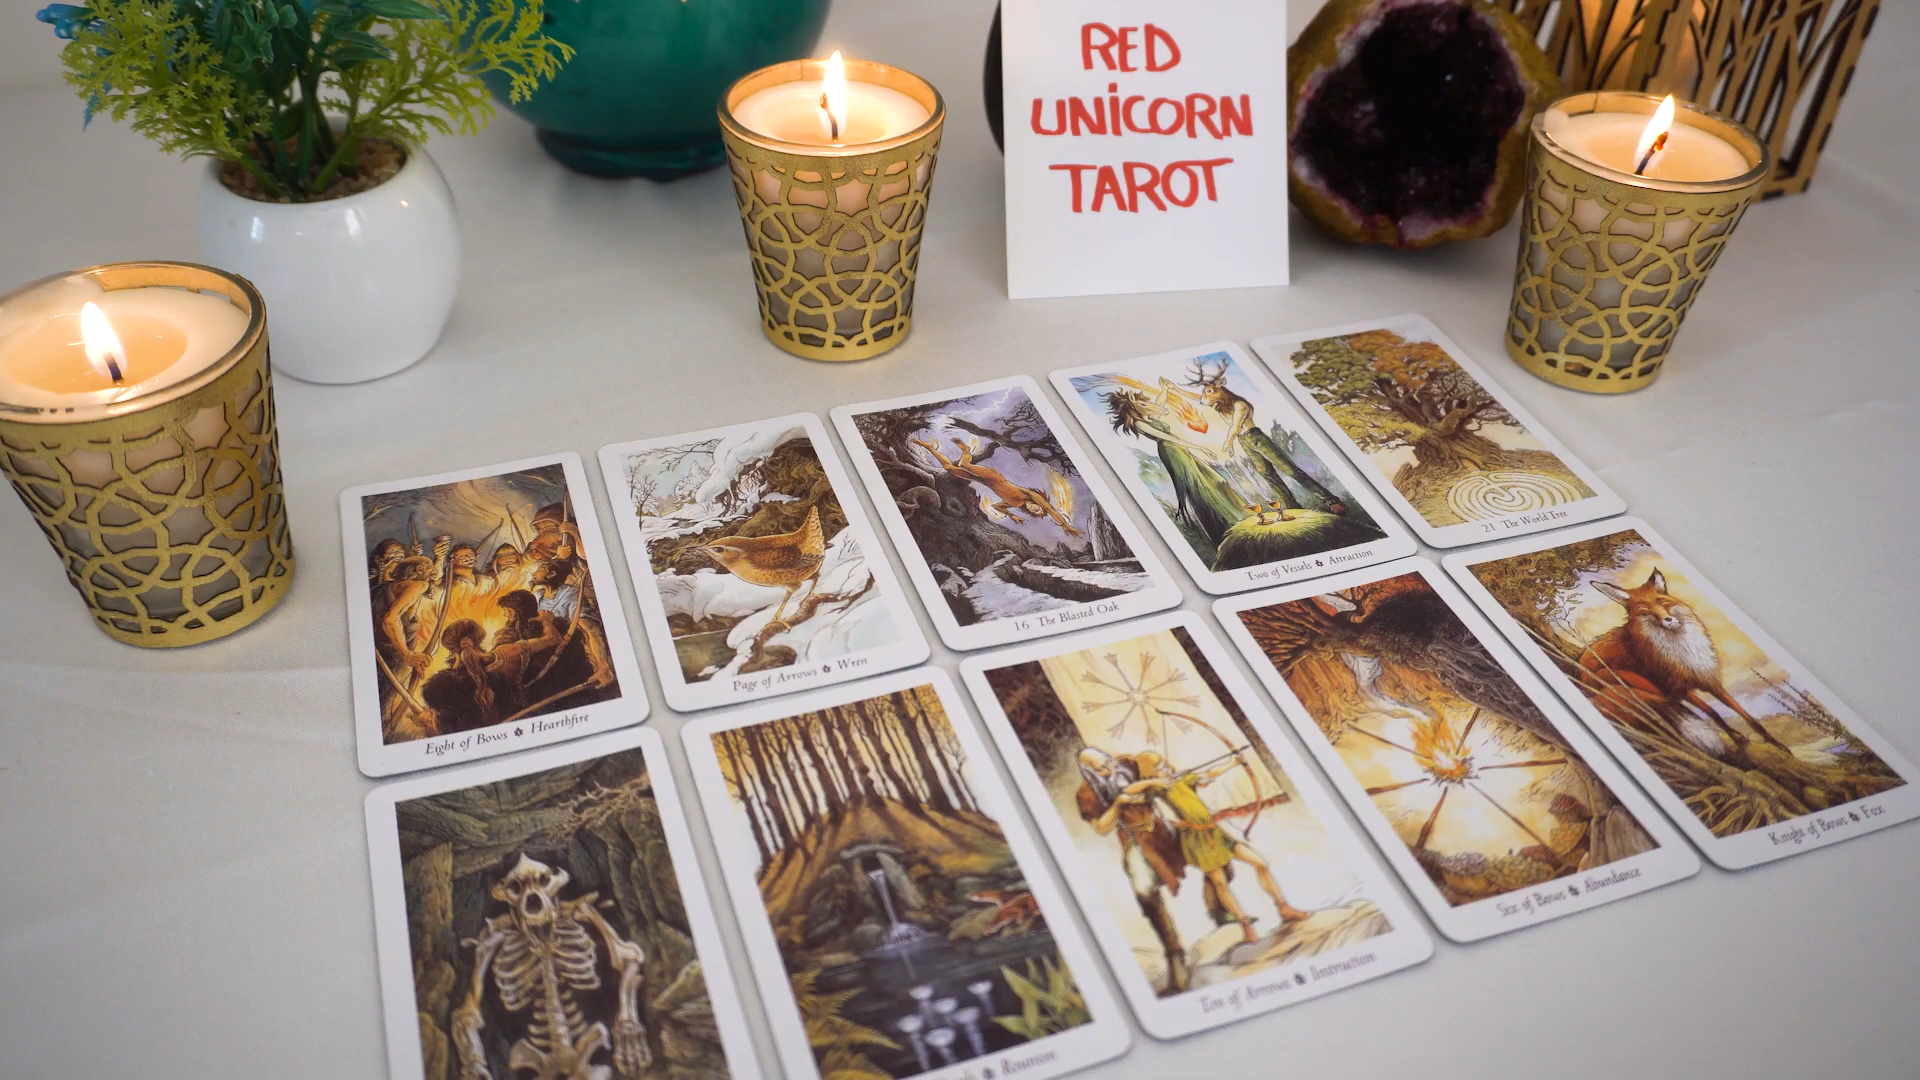 RED
UNICORN
TAROT
21 The World Tree
Two of Vessels Attraction
16 The Blasted Oak
Page of Arrows Wren
Eight of Bows Hearthfire
Knight of Bows Fox
Six of Bows Abundance
Ten of Arrows Instruction
Reunion